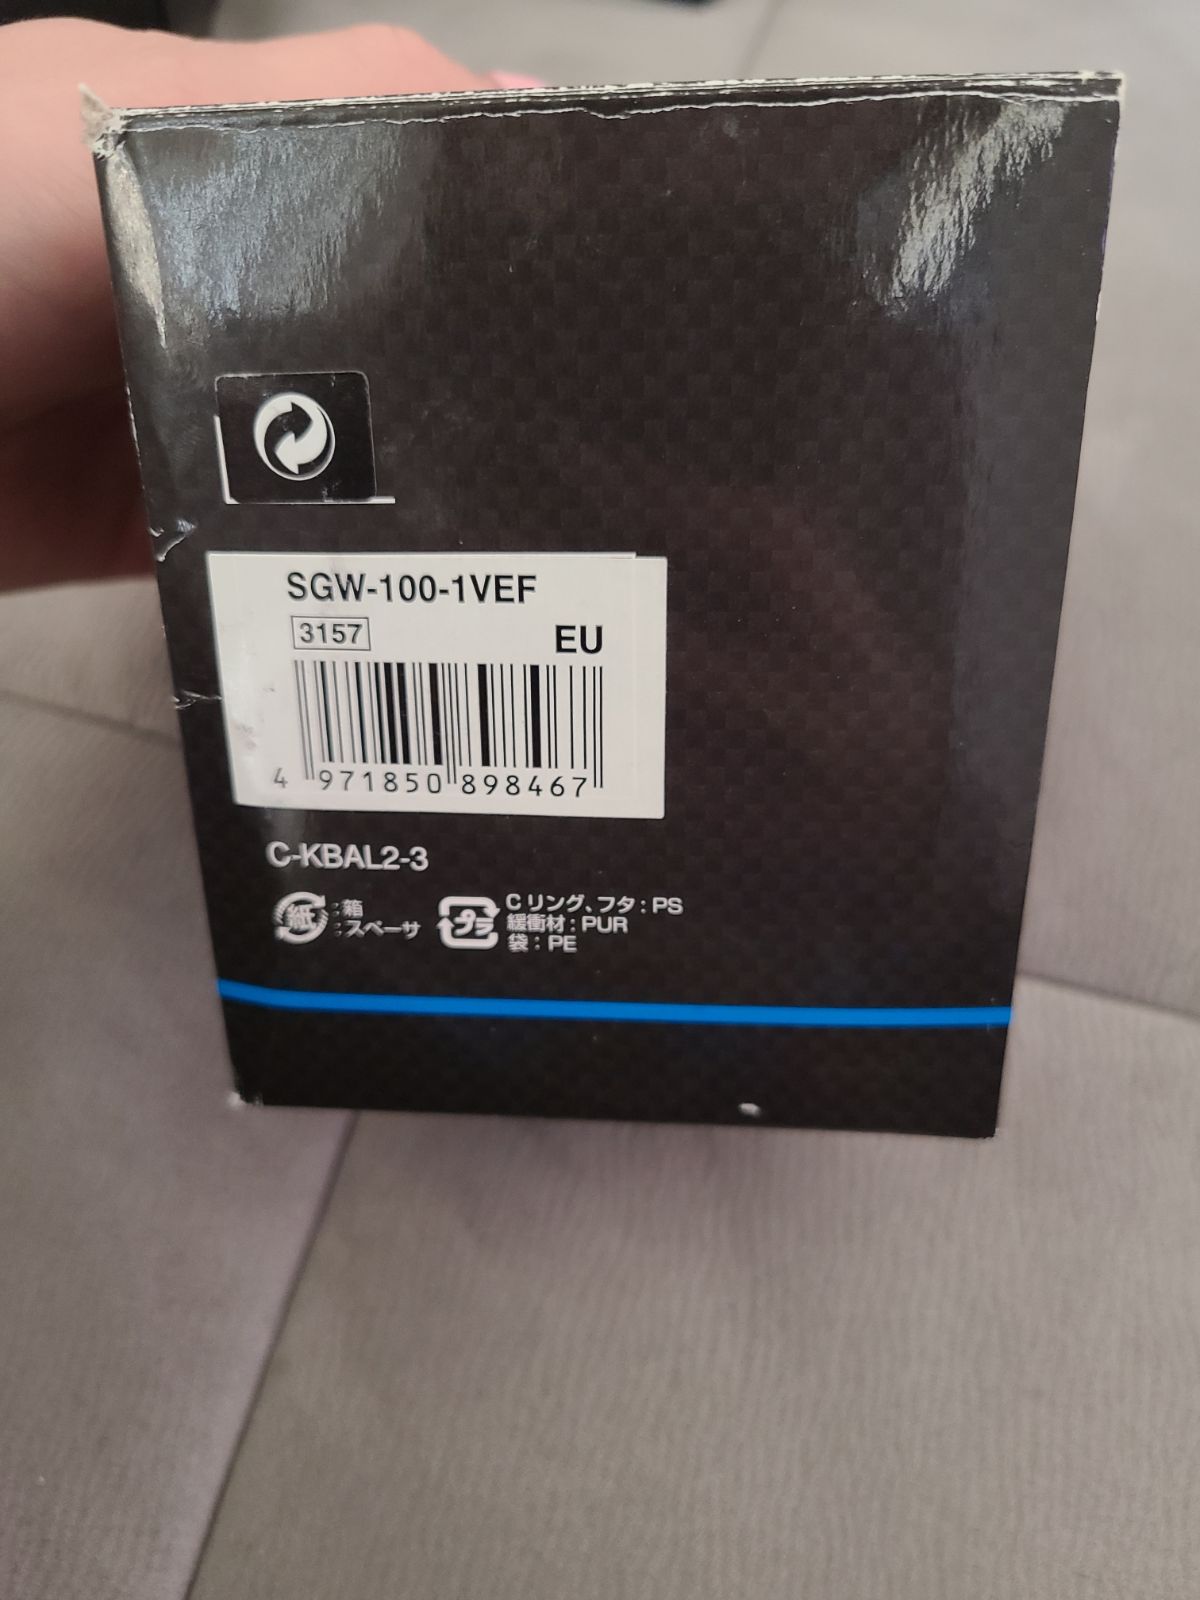 SGW-100-1VEF
3157
EU
4 971850 898467
C-KBAL2-3
紙
: 箱
: スペーサ
プラ
Cリング、フタ : PS
緩衝材 : PUR
袋 : PE